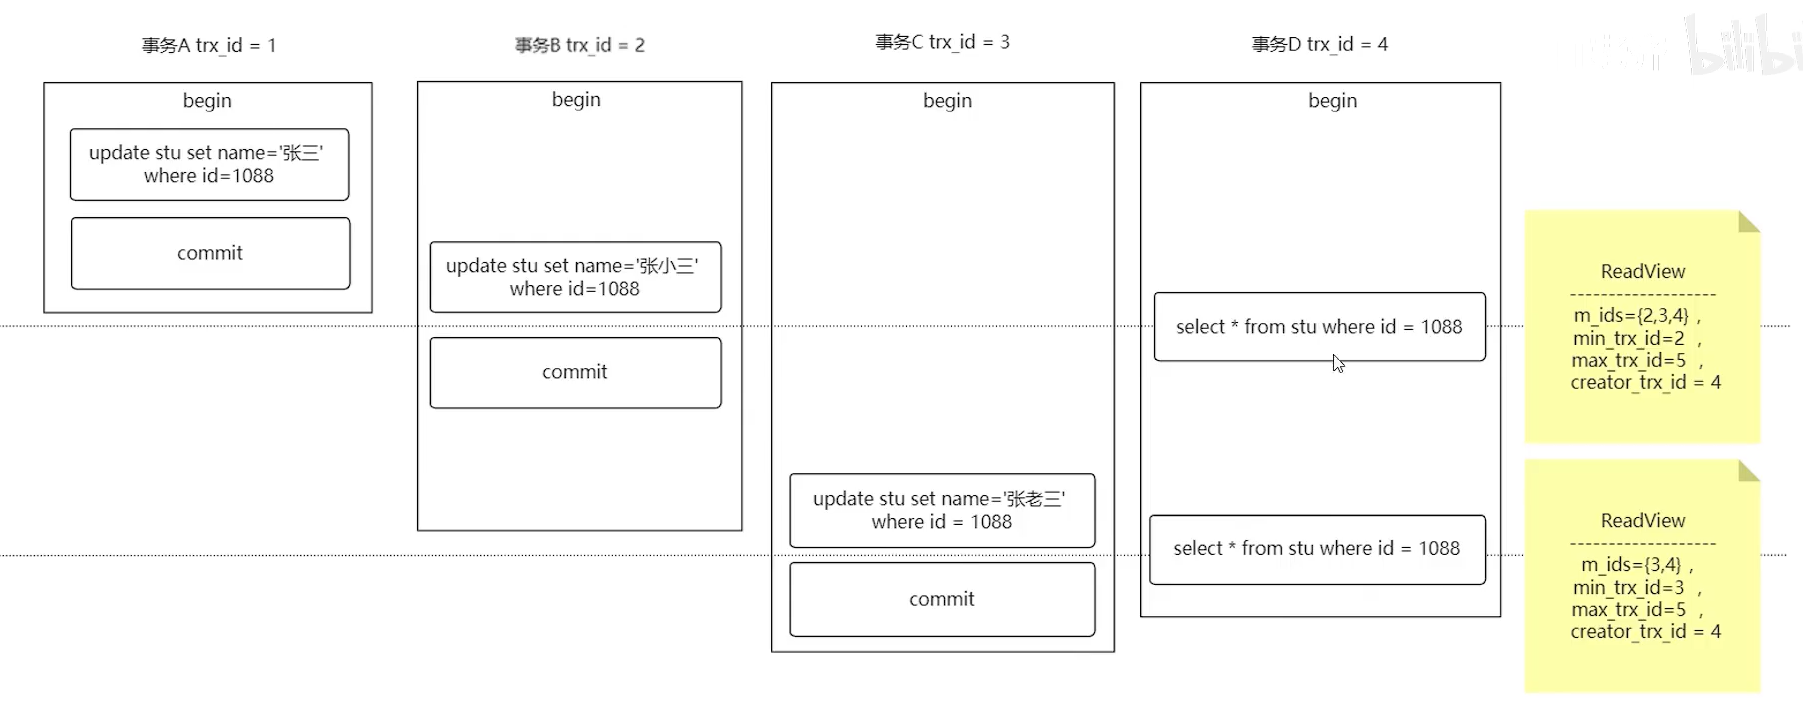 事务A trx_id = 1
begin
update stu set name='张三'
where id=1088
commit
事务B trx_id = 2
begin
update stu set name='张小三'
where id=1088
commit
事务C trx_id = 3
begin
update stu set name='张老三'
where id = 1088
commit
事务D trx_id = 4
begin
select * from stu where id = 1088
select * from stu where id = 1088
ReadView
--------------------
m_ids={2,3,4} ,
min_trx_id=2 ,
max_trx_id=5 ,
creator_trx_id = 4
ReadView
--------------------
m_ids={3,4} ,
min_trx_id=3 ,
max_trx_id=5 ,
creator_trx_id = 4